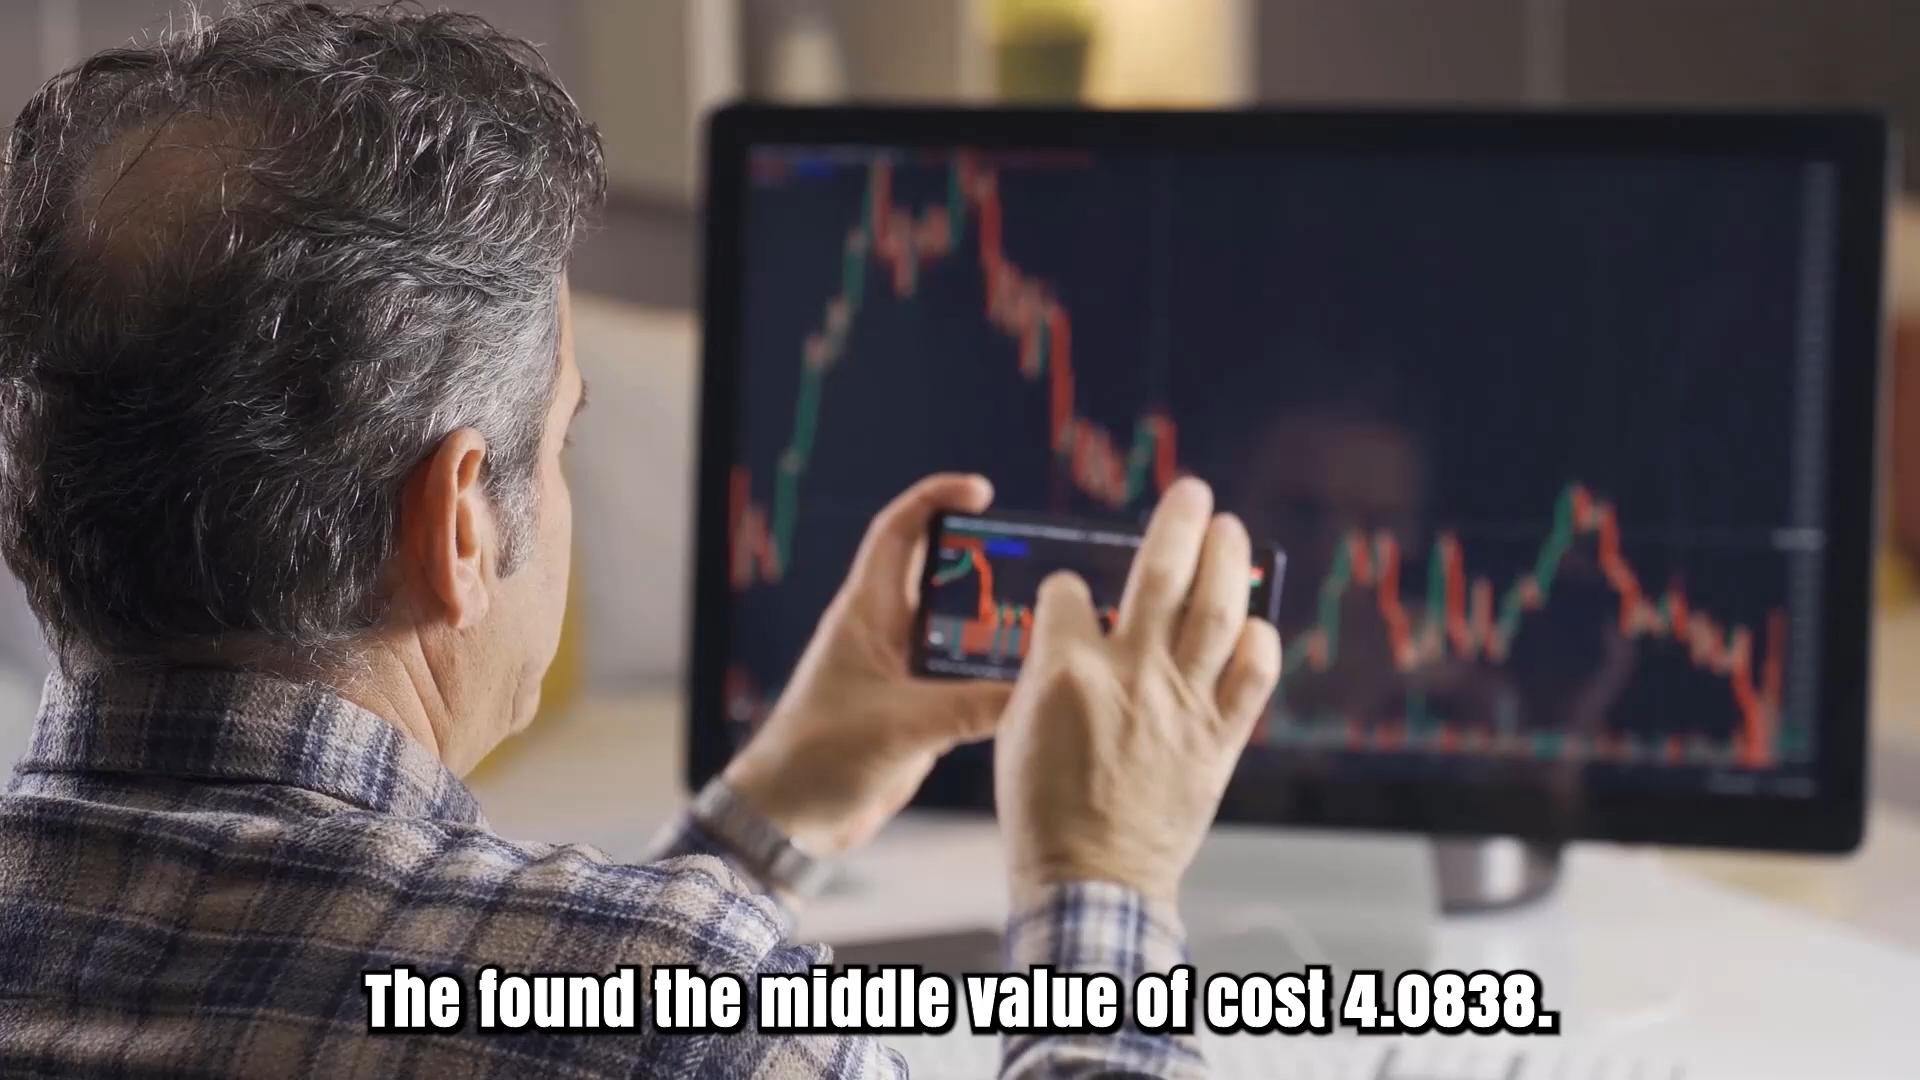 The found the middle value of cost 4.0838.